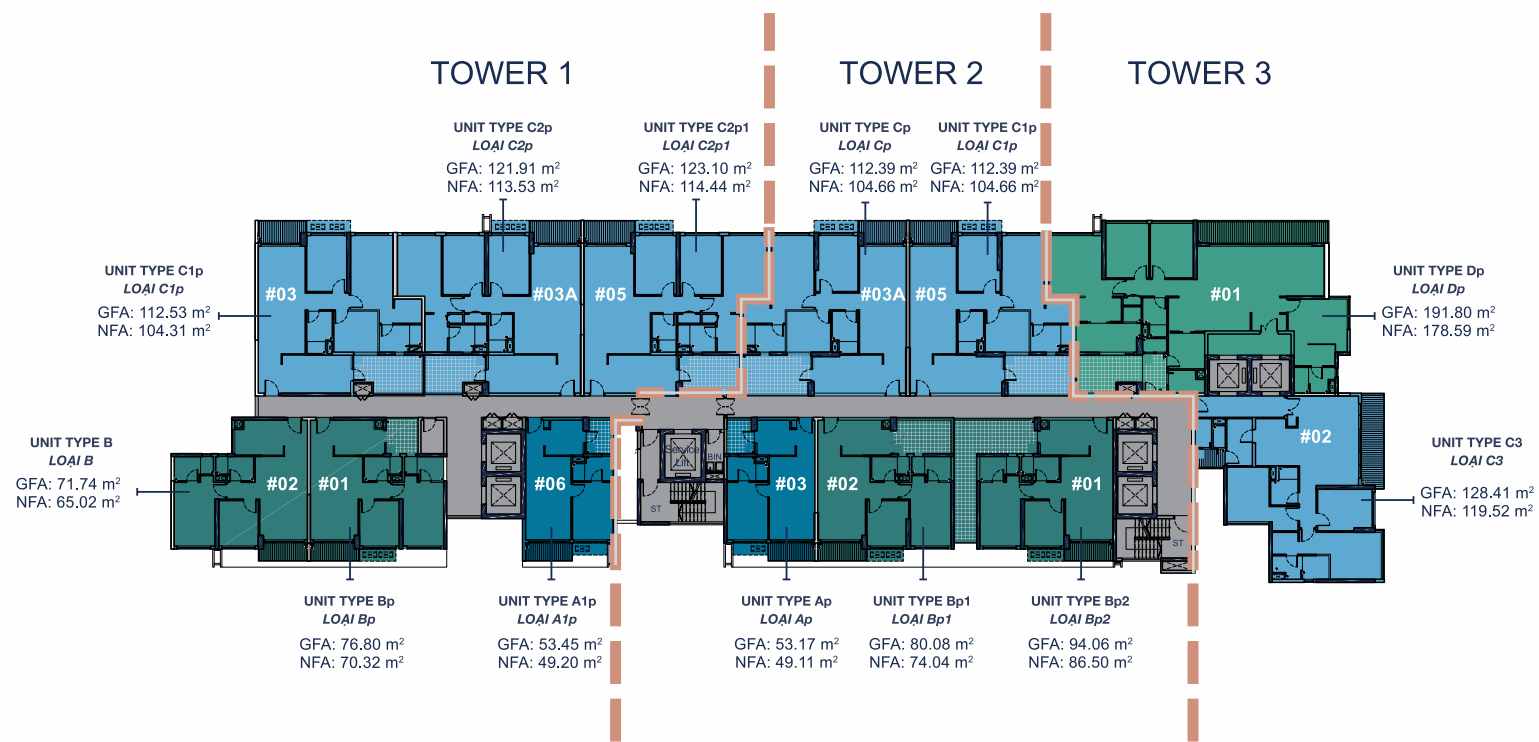 TOWER 1
TOWER 2
TOWER 3
UNIT TYPE C2p
LOẠI C2p
GFA: 121.91 m²
NFA: 113.53 m²
UNIT TYPE C2p1
LOẠI C2p1
GFA: 123.10 m²
NFA: 114.44 m²
UNIT TYPE Cp
LOẠI Cp
GFA: 112.39 m²
NFA: 104.66 m²
UNIT TYPE C1p
LOẠI C1p
GFA: 112.39 m²
NFA: 104.66 m²
UNIT TYPE C1p
LOẠI C1p
GFA: 112.53 m²
NFA: 104.31 m²
#03
#03A
#05
#03A
#05
#01
UNIT TYPE Dp
LOẠI Dp
GFA: 191.80 m²
NFA: 178.59 m²
UNIT TYPE B
LOẠI B
GFA: 71.74 m²
NFA: 65.02 m²
#02
#01
#06
Service
Lift
BIN
ST
#03
#02
#01
ST
#02
UNIT TYPE C3
LOẠI C3
GFA: 128.41 m²
NFA: 119.52 m²
UNIT TYPE Bp
LOẠI Bp
GFA: 76.80 m²
NFA: 70.32 m²
UNIT TYPE A1p
LOẠI A1p
GFA: 53.45 m²
NFA: 49.20 m²
UNIT TYPE Ap
LOẠI Ap
GFA: 53.17 m²
NFA: 49.11 m²
UNIT TYPE Bp1
LOẠI Bp1
GFA: 80.08 m²
NFA: 74.04 m²
UNIT TYPE Bp2
LOẠI Bp2
GFA: 94.06 m²
NFA: 86.50 m²